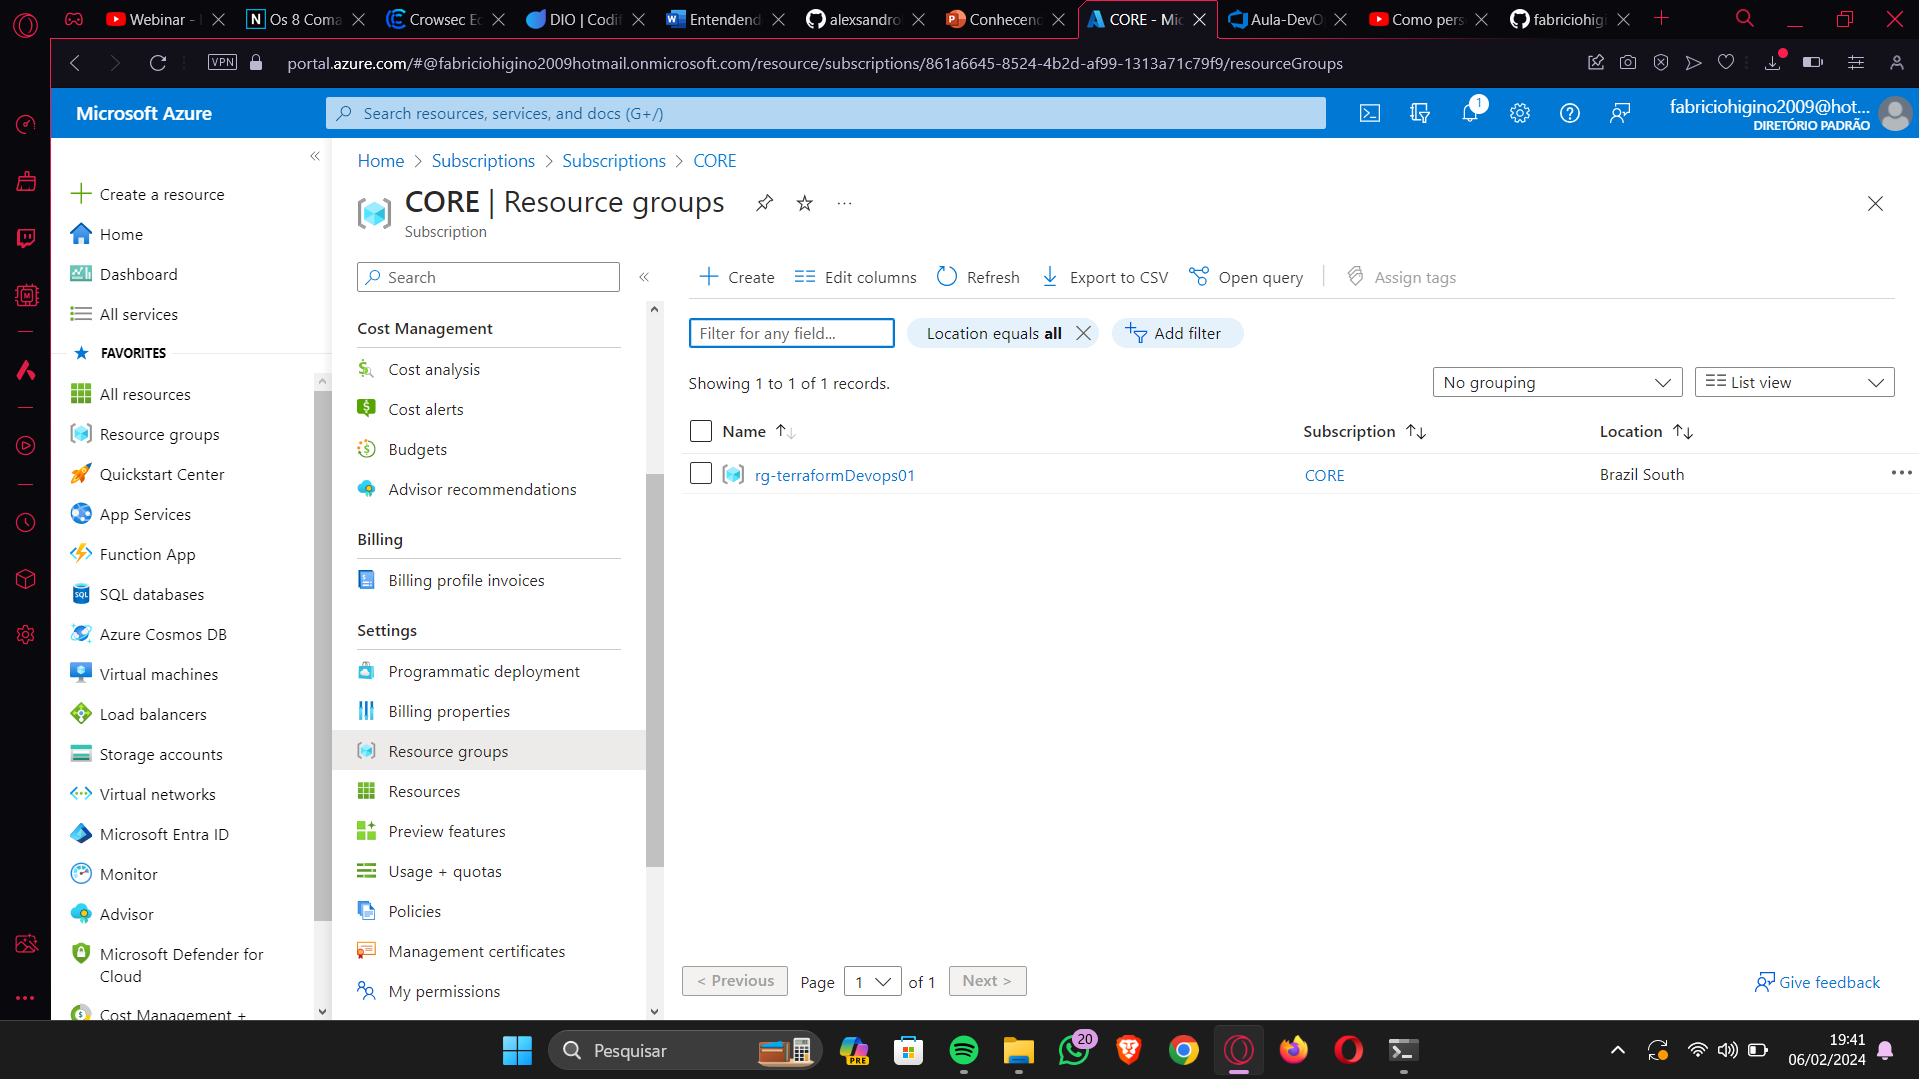 Webinar -
Os 8 Coma
Crowsec Ec
DIO | Codif
Entendend
alexsandrol
Conhecenc
CORE - Mic
Aula-DevO
Como pers
fabriciohigi
VPN
portal.azure.com/#@fabriciohigino2009hotmail.onmicrosoft.com/resource/subscriptions/861a6645-8524-4b2d-af99-1313a71c79f9/resourceGroups
Microsoft Azure
Search resources, services, and docs (G+/)
1
fabriciohigino2009@hot...
DIRETÓRIO PADRÃO
Create a resource
Home
Dashboard
All services
FAVORITES
All resources
Resource groups
Quickstart Center
App Services
Function App
SQL databases
Azure Cosmos DB
Virtual machines
Load balancers
Storage accounts
Virtual networks
Microsoft Entra ID
Monitor
Advisor
Microsoft Defender for
Cloud
Cost Management +
Home > Subscriptions > Subscriptions > CORE
CORE | Resource groups
Subscription
Search
Cost Management
Cost analysis
Cost alerts
Budgets
Advisor recommendations
Billing
Billing profile invoices
Settings
Programmatic deployment
Billing properties
Resource groups
Resources
Preview features
Usage + quotas
Policies
Management certificates
My permissions
Create
Edit columns
Refresh
Export to CSV
Open query
Assign tags
Filter for any field...
Location equals all
Add filter
Showing 1 to 1 of 1 records.
No grouping
List view
Name
Subscription
Location
rg-terraformDevops01
CORE
Brazil South
< Previous
Page 1 of 1
Next >
Give feedback
Pesquisar
PRE
20
19:41
06/02/2024